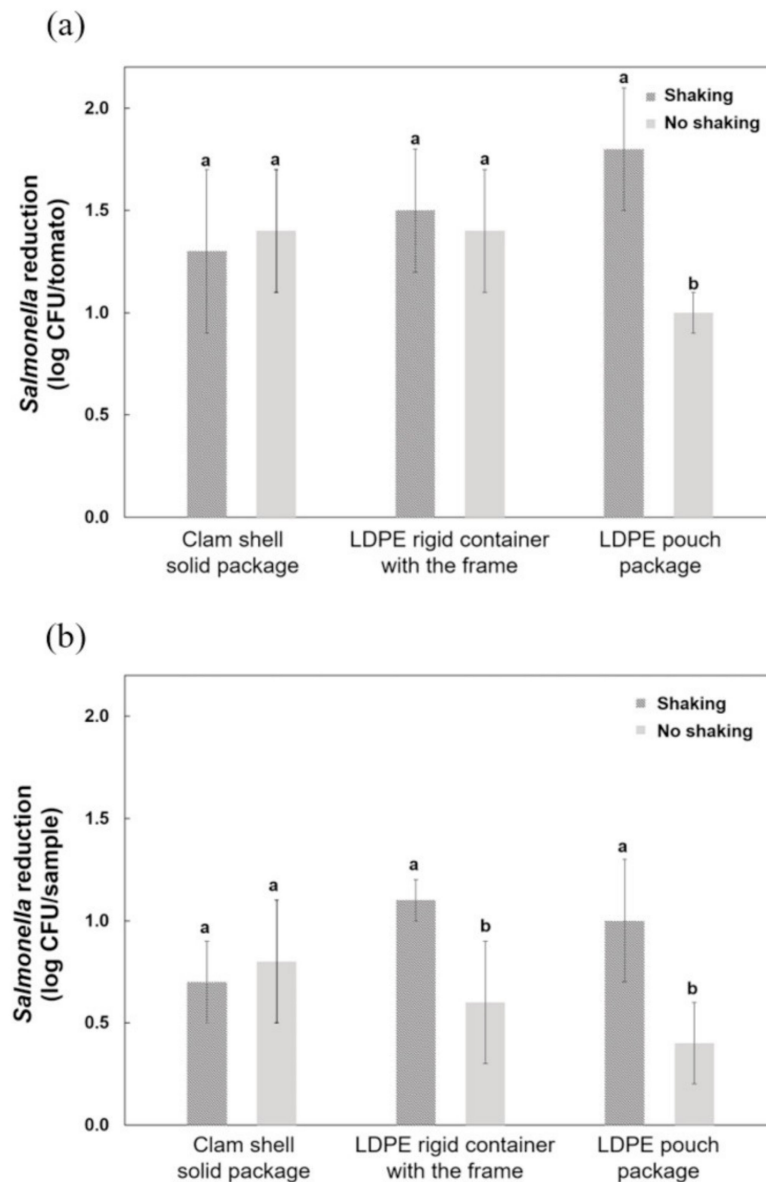 (a)
Salmonella reduction
(log CFU/tomato)
2.0
1.5
1.0
0.5
0.0
Shaking
No shaking
a
a
a
a
a
b
Clam shell
solid package
LDPE rigid container
with the frame
LDPE pouch
package
(b)
Salmonella reduction
(log CFU/sample)
2.0
1.5
1.0
0.5
0.0
Shaking
No shaking
a
a
a
b
a
b
Clam shell
solid package
LDPE rigid container
with the frame
LDPE pouch
package